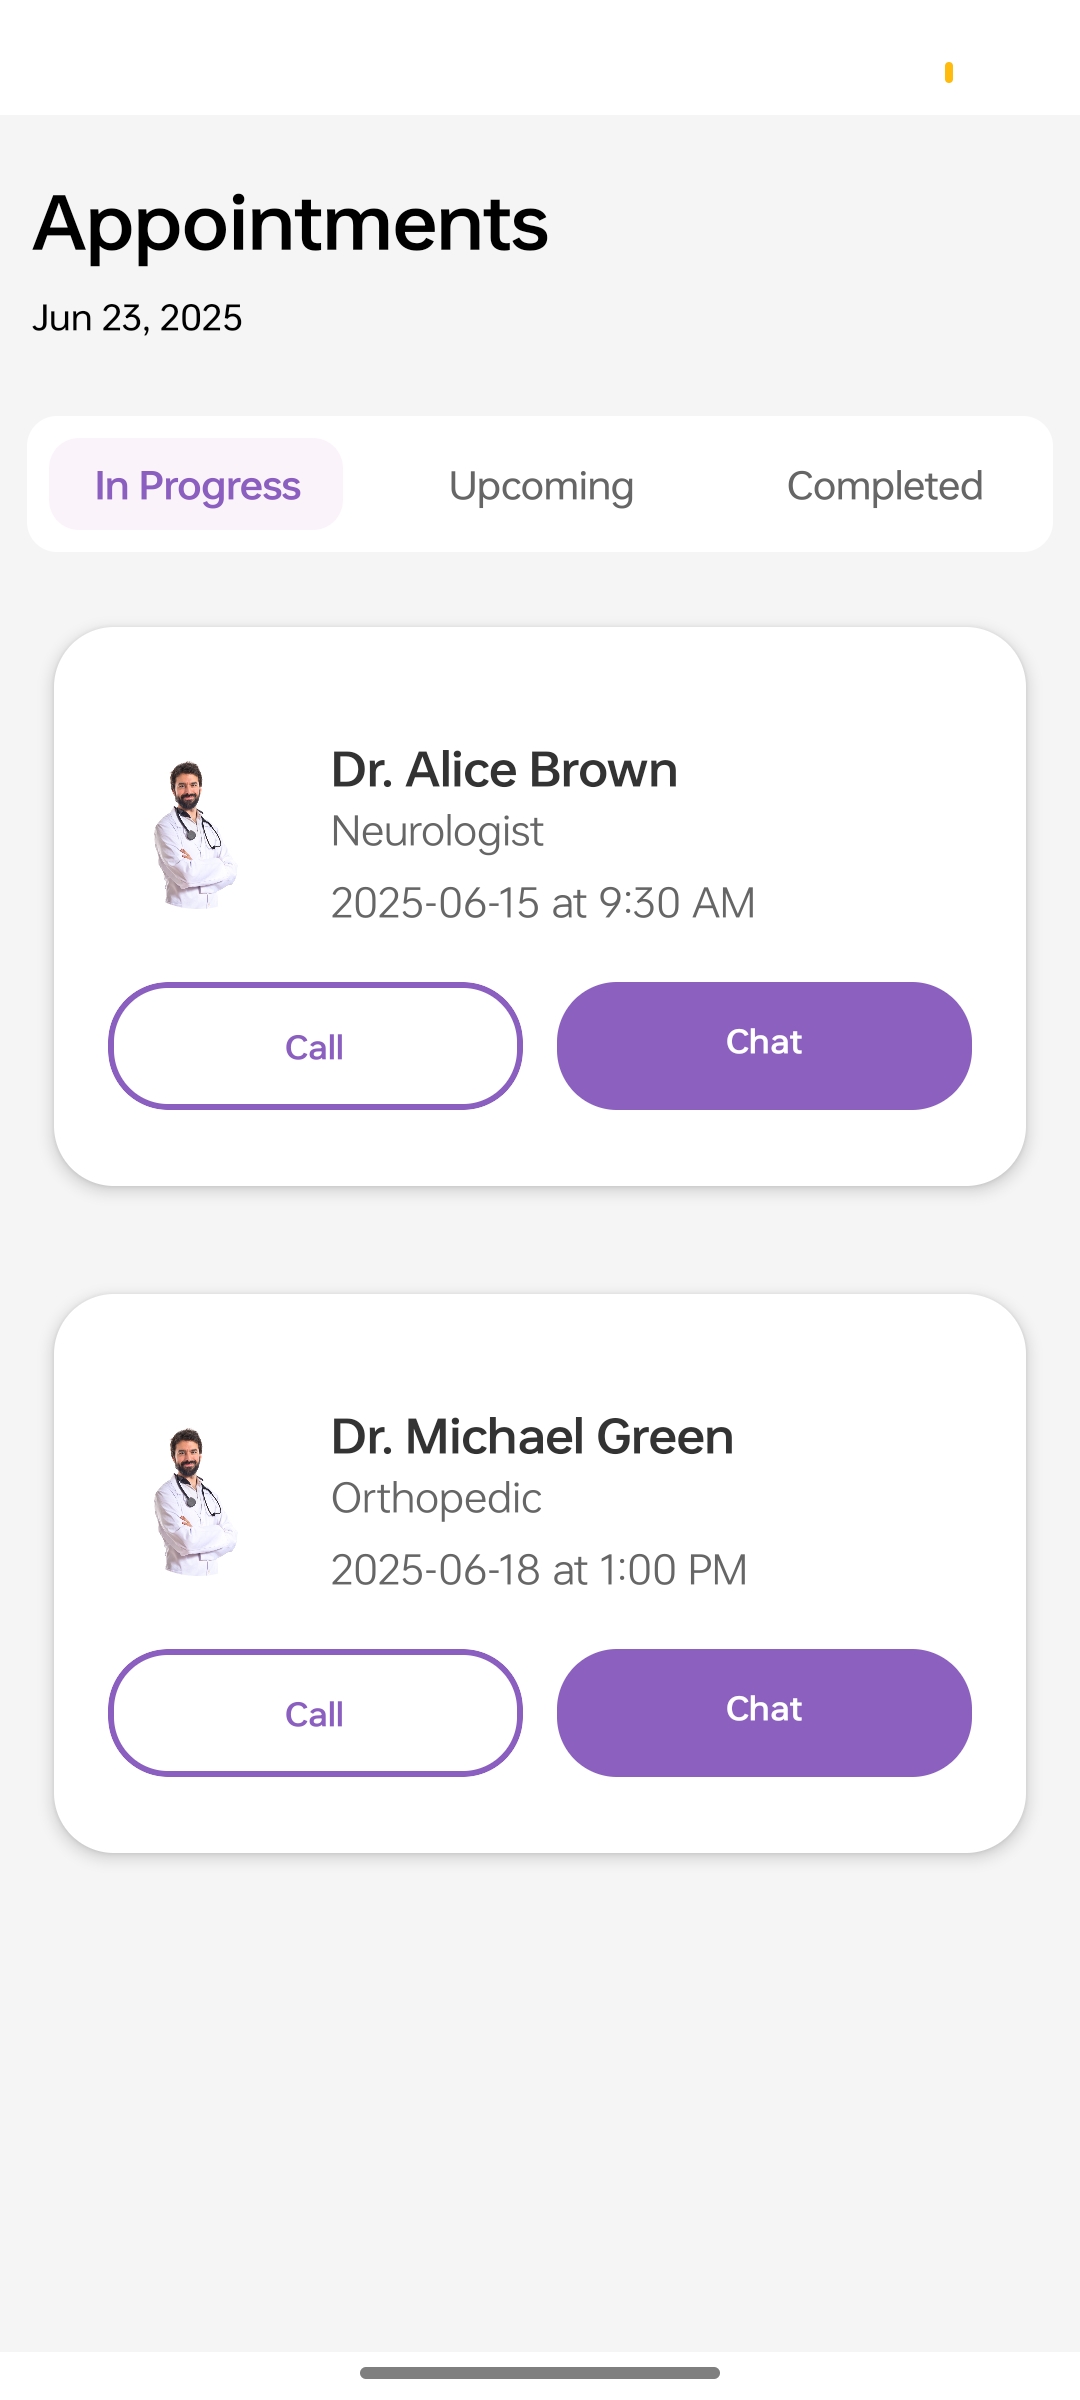 Appointments
Jun 23, 2025
In Progress
Upcoming
Completed
Dr. Alice Brown
Neurologist
2025-06-15 at 9:30 AM
Call
Chat
Dr. Michael Green
Orthopedic
2025-06-18 at 1:00 PM
Call
Chat